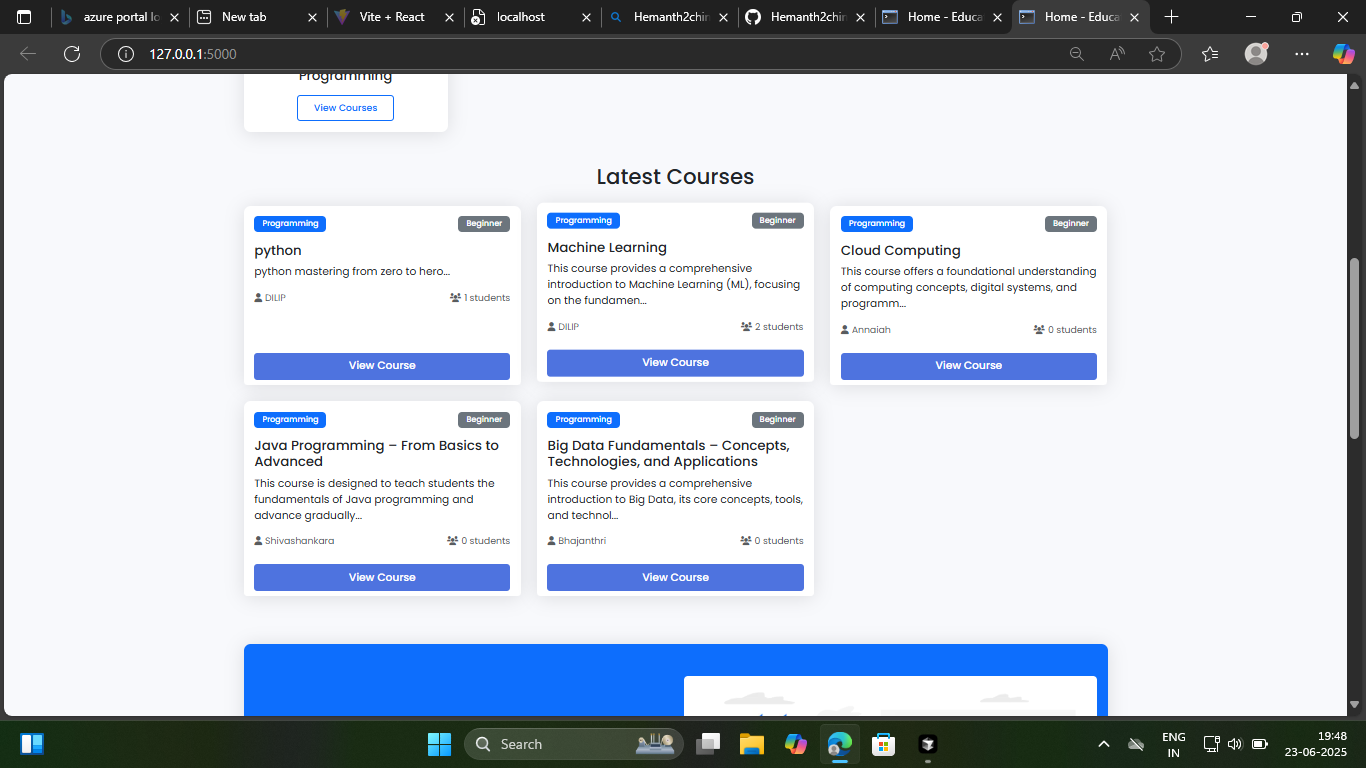 azure portal lo
New tab
Vite + React
localhost
Hemanth2chin
Hemanth2chin
Home - Educa
Home - Educa
127.0.0.1:5000
Programming
View Courses
Latest Courses
Programming Beginner
python
python mastering from zero to hero...
DILIP 1 students
View Course
Programming Beginner
Machine Learning
This course provides a comprehensive
introduction to Machine Learning (ML), focusing
on the fundamen...
DILIP 2 students
View Course
Programming Beginner
Cloud Computing
This course offers a foundational understanding
of computing concepts, digital systems, and
programm...
Annaiah 0 students
View Course
Programming Beginner
Java Programming – From Basics to
Advanced
This course is designed to teach students the
fundamentals of Java programming and
advance gradually...
Shivashankara 0 students
View Course
Programming Beginner
Big Data Fundamentals – Concepts,
Technologies, and Applications
This course provides a comprehensive
introduction to Big Data, its core concepts, tools,
and technol...
Bhajanthri 0 students
View Course
Search
ENG
IN
19:48
23-06-2025